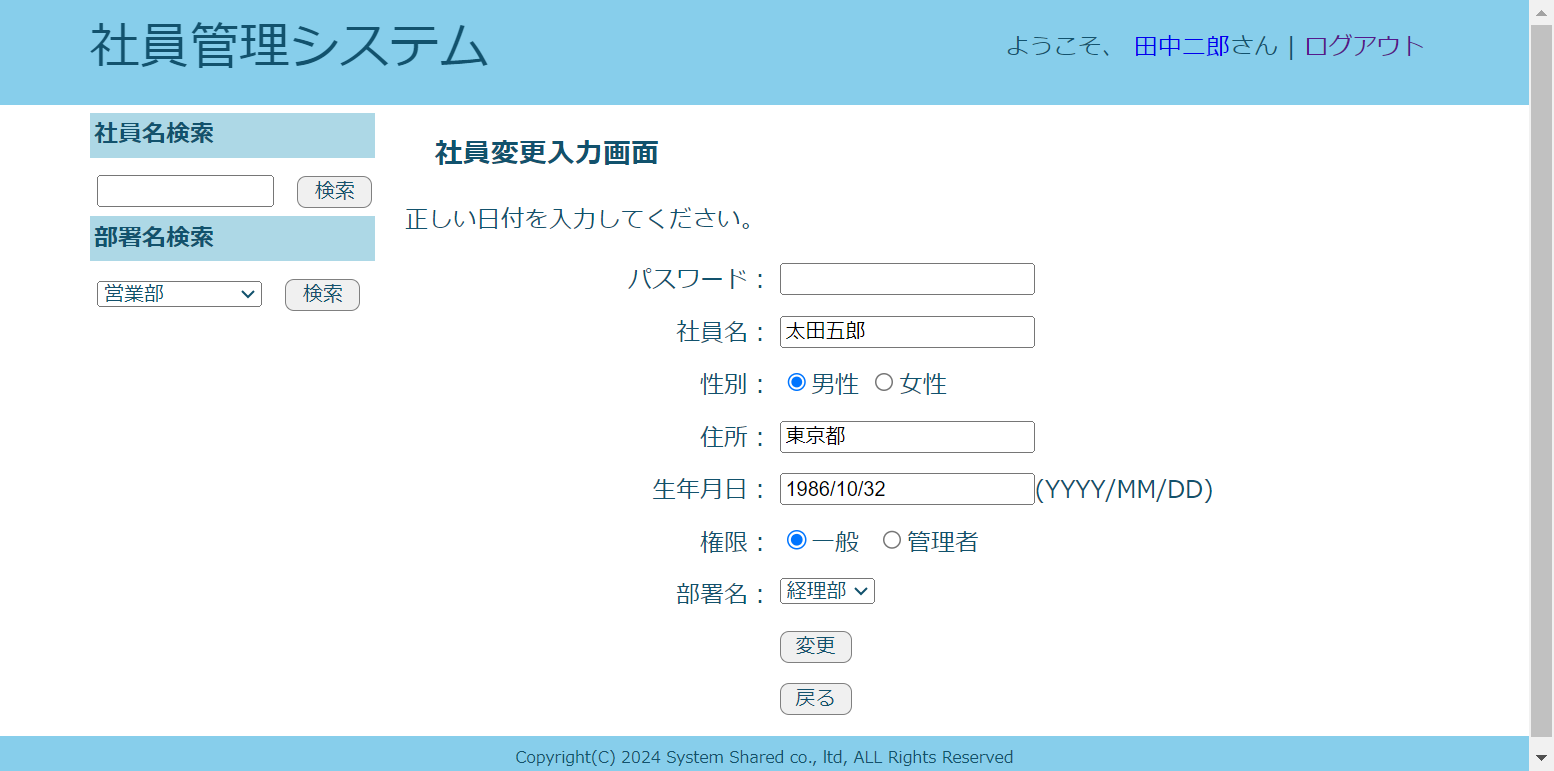 社員管理システム
ようこそ、 田中二郎さん | ログアウト
社員名検索
検索
部署名検索
営業部 検索
社員変更入力画面
正しい日付を入力してください。
パスワード：
社員名： 太田五郎
性別： 男性 女性
住所： 東京都
生年月日： 1986/10/32 (YYYY/MM/DD)
権限： 一般 管理者
部署名： 経理部
変更
戻る
Copyright(C) 2024 System Shared co., ltd, ALL Rights Reserved